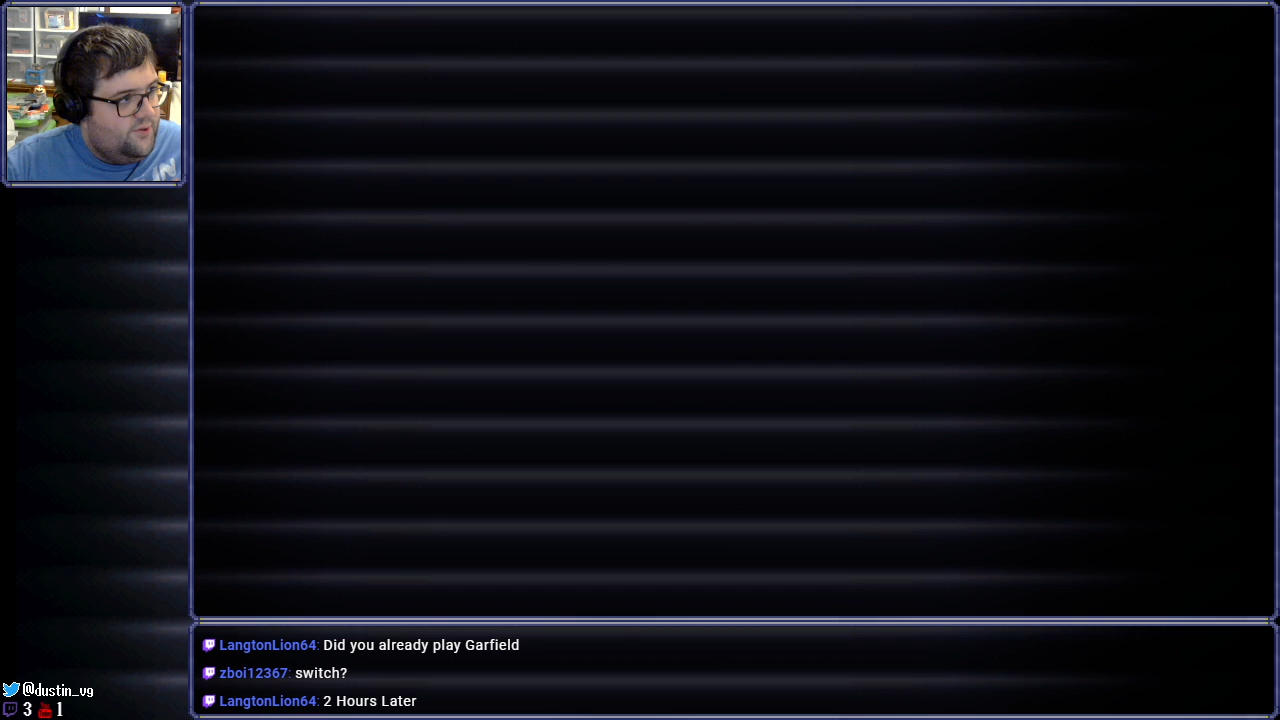 LangtonLion64: Did you already play Garfield
zboi12367: switch?
LangtonLion64: 2 Hours Later
@dustin_vg
3 1